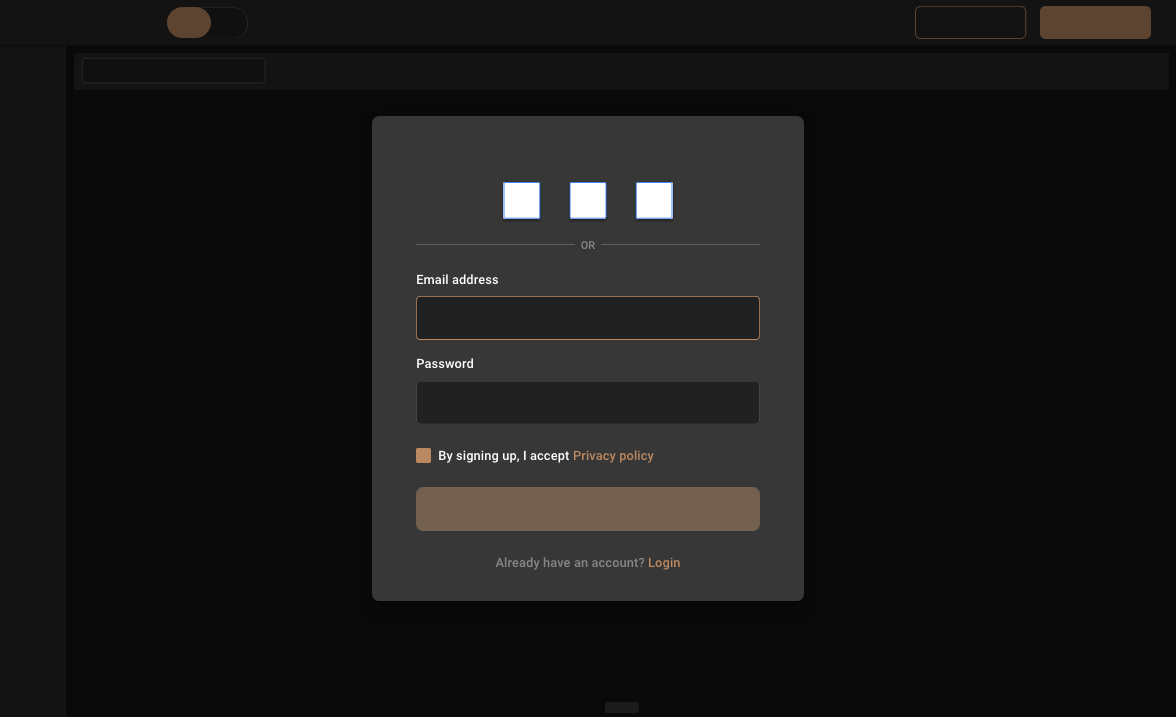 OR
Email address
Password
By signing up, I accept Privacy policy
Already have an account? Login